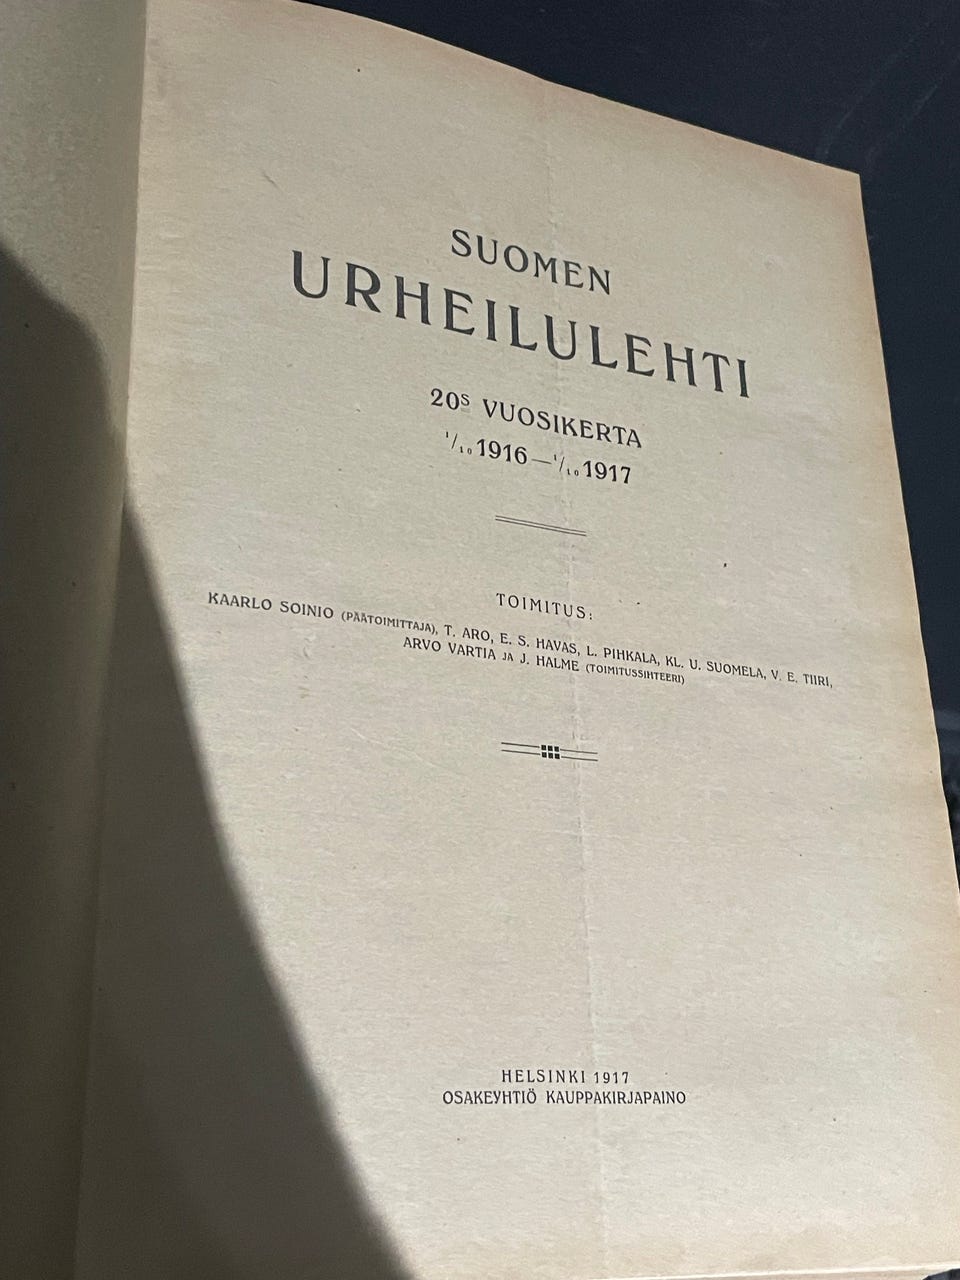 SUOMEN
URHEILULEHTI
20S VUOSIKERTA
1/10 1916—1/10 1917
TOIMITUS:
KAARLO SOINIO (PÄÄTOIMITTAJA), T. ARO, E. S. HAVAS, L. PIHKALA, KL. U. SUOMELA, V. E. TIIRI,
ARVO VARTIA JA J. HALME (TOIMITUSSIHTEERI)
HELSINKI 1917
OSAKEYHTIÖ KAUPPAKIRJAPAINO